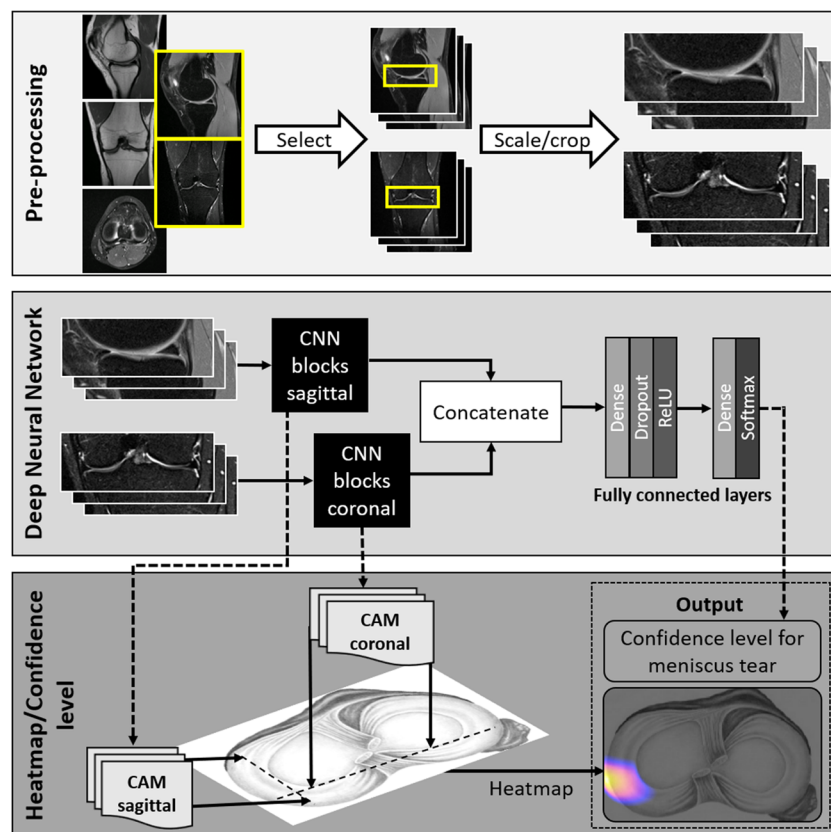 Pre-processing
Select
Scale/crop
Deep Neural Network
CNN
blocks
sagittal
CNN
blocks
coronal
Concatenate
Dense
Dropout
ReLU
Dense
Softmax
Fully connected layers
Heatmap/Confidence
level
CAM
coronal
CAM
sagittal
Heatmap
Output
Confidence level for
meniscus tear